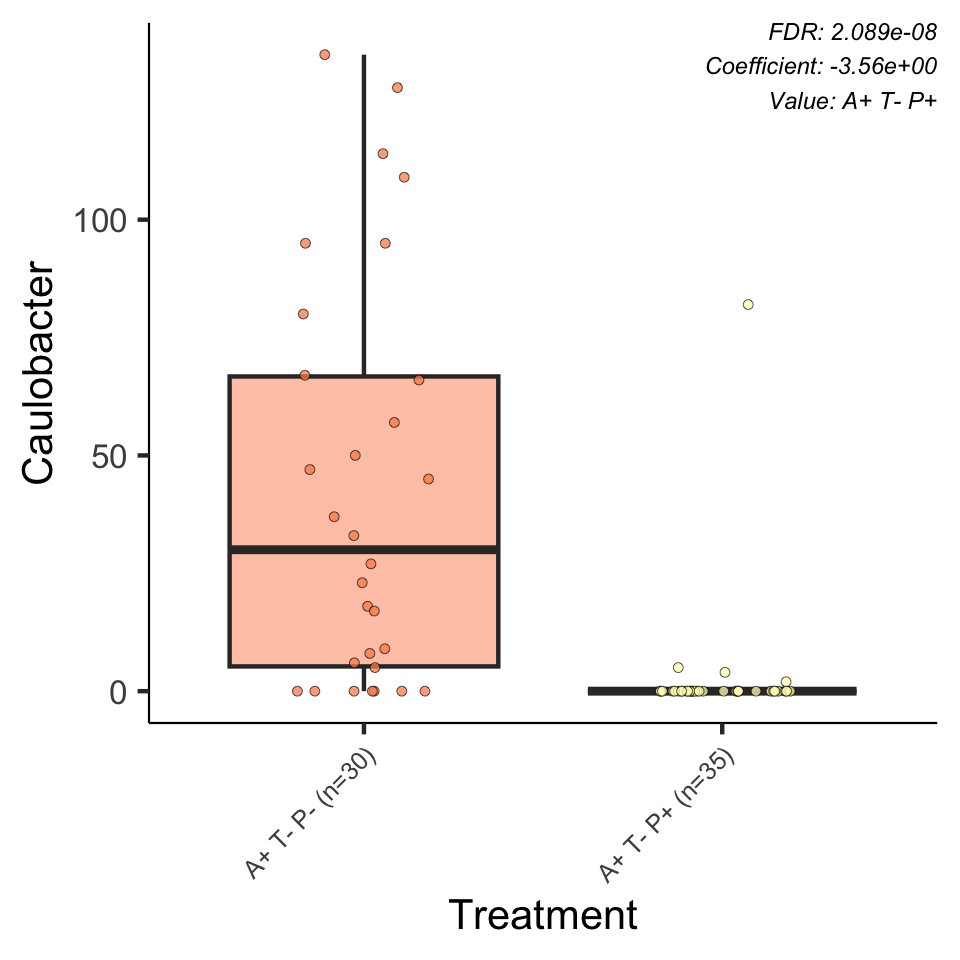 FDR: 2.089e-08
Coefficient: -3.56e+00
Value: A+ T- P+
Caulobacter
100
50
0
A+ T- P- (n=30)
A+ T- P+ (n=35)
Treatment